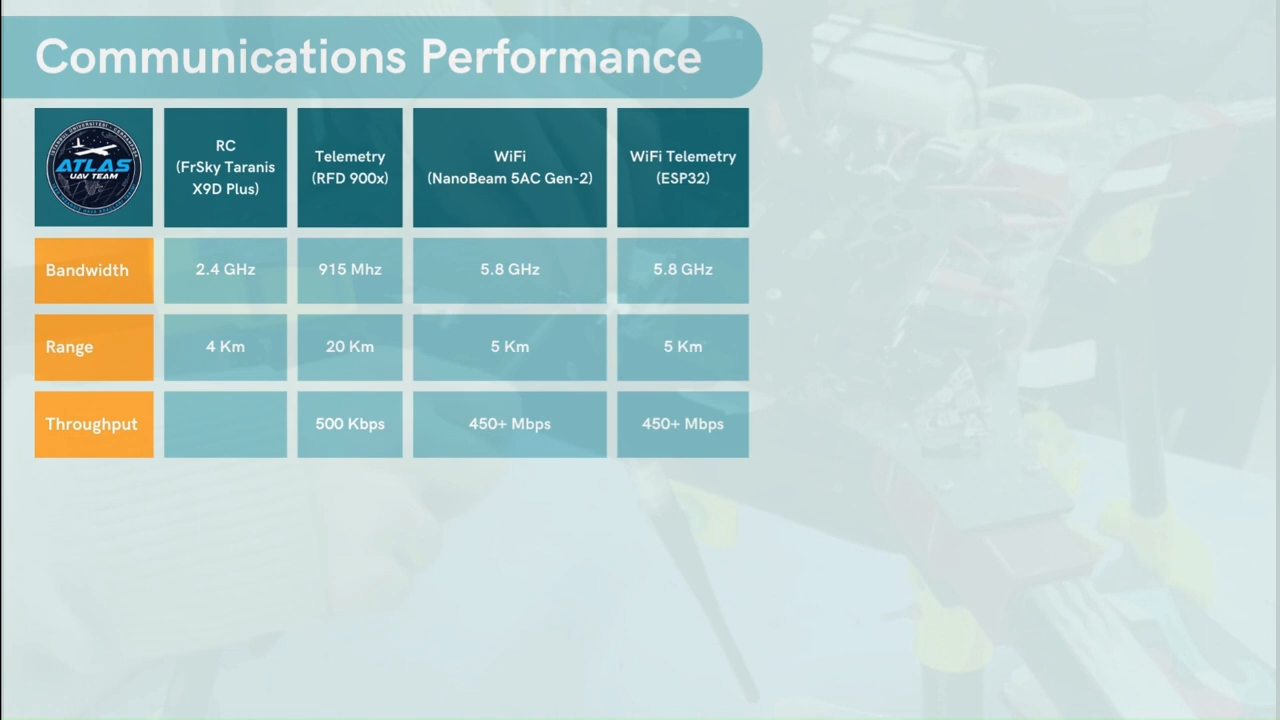 Communications Performance
ATLAS
UAV TEAM
RC
(FrSky Taranis
X9D Plus)
Telemetry
(RFD 900x)
WiFi
(NanoBeam 5AC Gen-2)
WiFi Telemetry
(ESP32)
Bandwidth
2.4 GHz
915 Mhz
5.8 GHz
5.8 GHz
Range
4 Km
20 Km
5 Km
5 Km
Throughput
500 Kbps
450+ Mbps
450+ Mbps